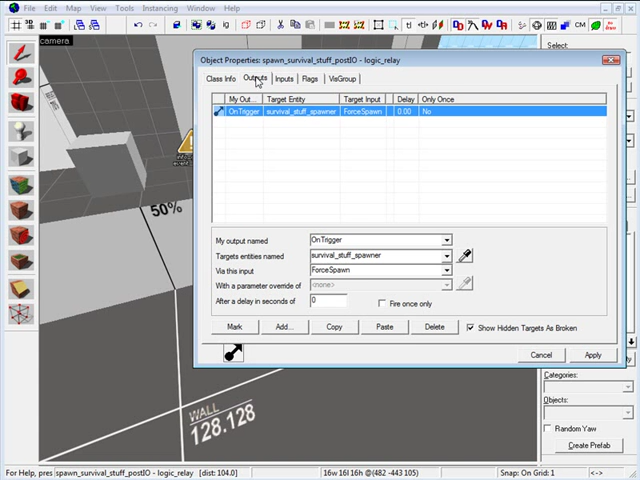 File Edit Map View Tools Instancing Window Help
camera
Object Properties: spawn_survival_stuff_postIO - logic_relay
Class Info Outputs Inputs Flags VisGroup
My Out... Target Entity Target Input Delay Only Once
OnTrigger survival_stuff_spawner ForceSpawn 0.00 No
My output named OnTrigger
Targets entities named survival_stuff_spawner
Via this input ForceSpawn
With a parameter override of <none>
After a delay in seconds of 0 Fire once only
Mark Add... Copy Paste Delete Show Hidden Targets As Broken
Cancel Apply
50%
WALL
128.128
Select:
Categories:
Objects:
Random Yaw
Create Prefab
For Help, pres spawn_survival_stuff_postIO - logic_relay [dist: 104.0] 16w 16l 16h @(482 -443 105) Snap: On Grid: 1 <->